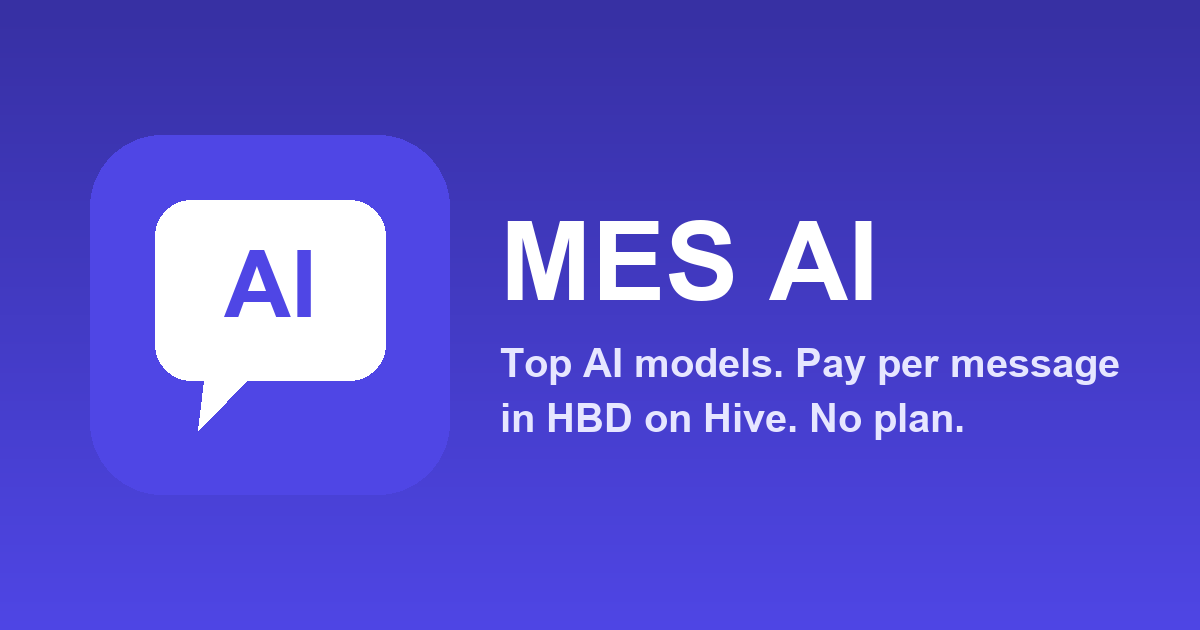 AI
MES AI
Top AI models. Pay per message
in HBD on Hive. No plan.